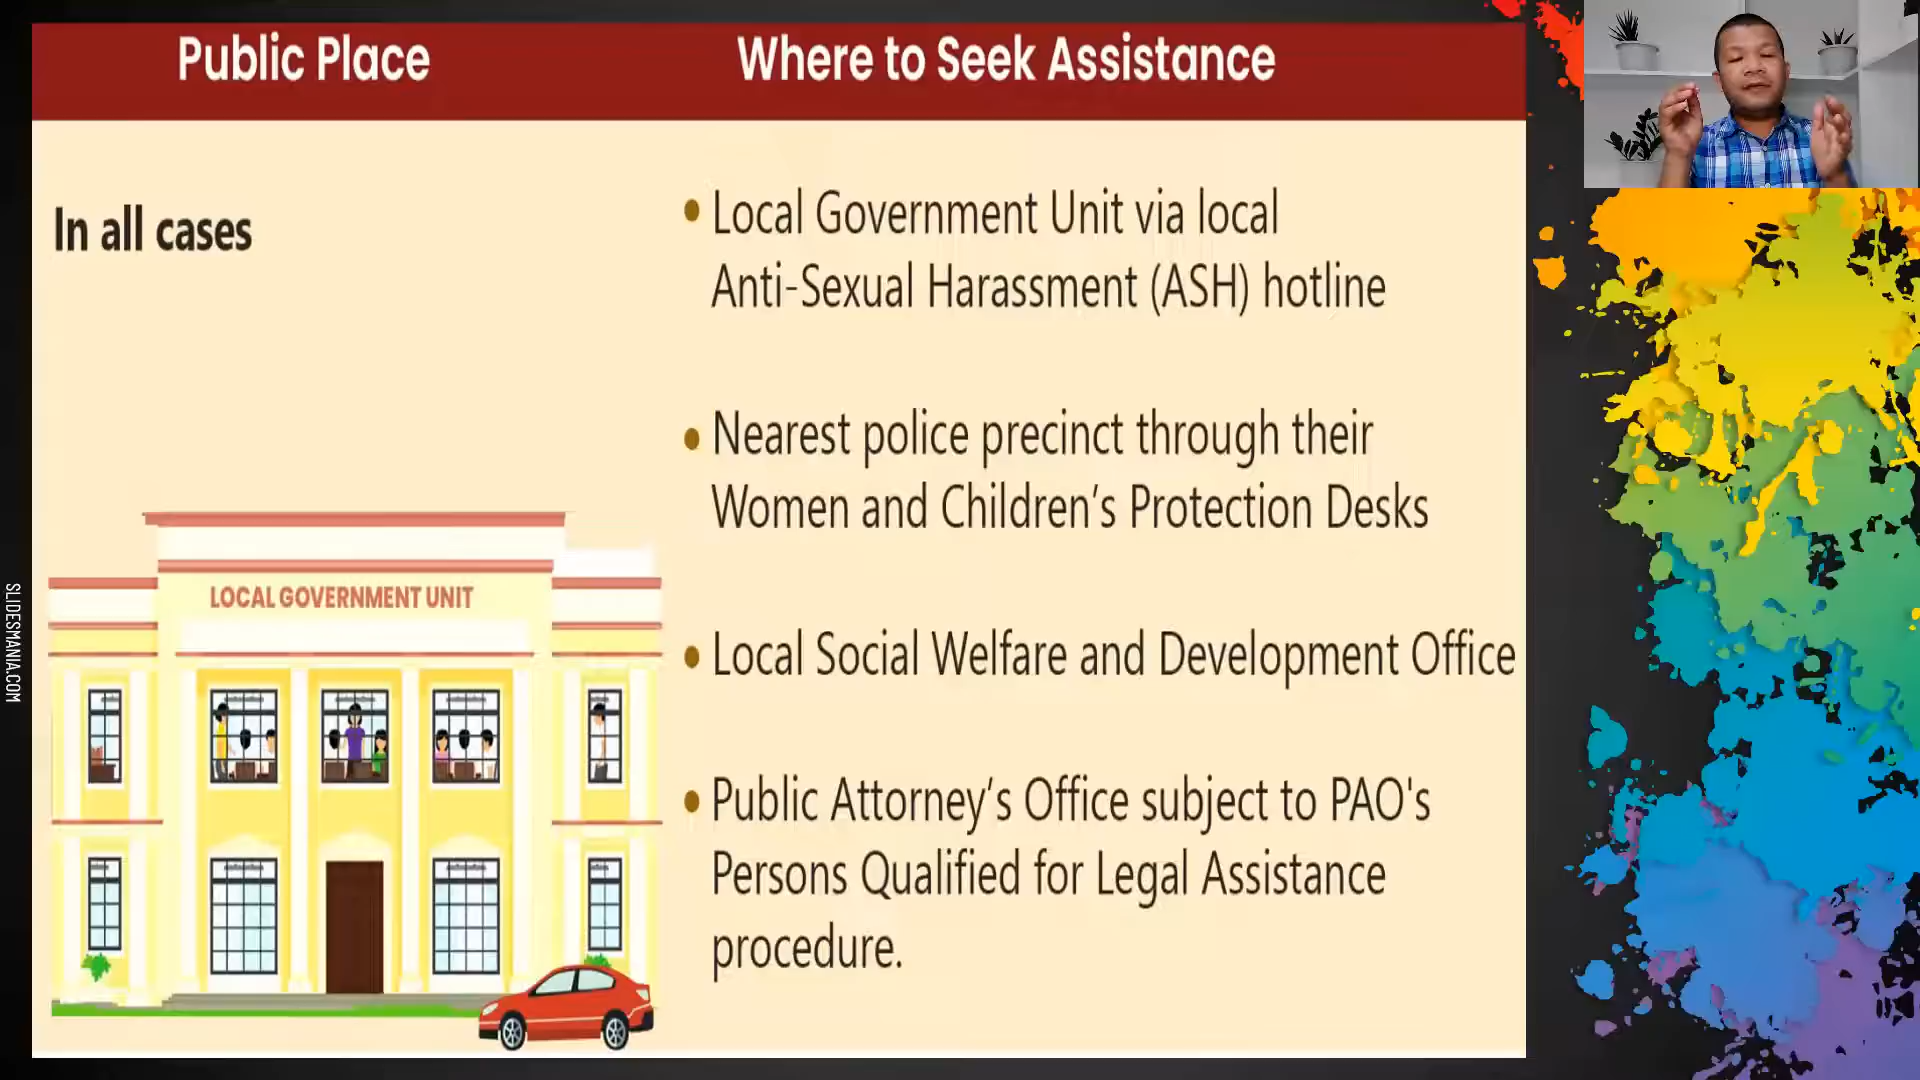 Public Place
Where to Seek Assistance
In all cases
• Local Government Unit via local
Anti-Sexual Harassment (ASH) hotline
• Nearest police precinct through their
Women and Children’s Protection Desks
• Local Social Welfare and Development Office
• Public Attorney’s Office subject to PAO's
Persons Qualified for Legal Assistance
procedure.
LOCAL GOVERNMENT UNIT
SLIDESMANIA.COM